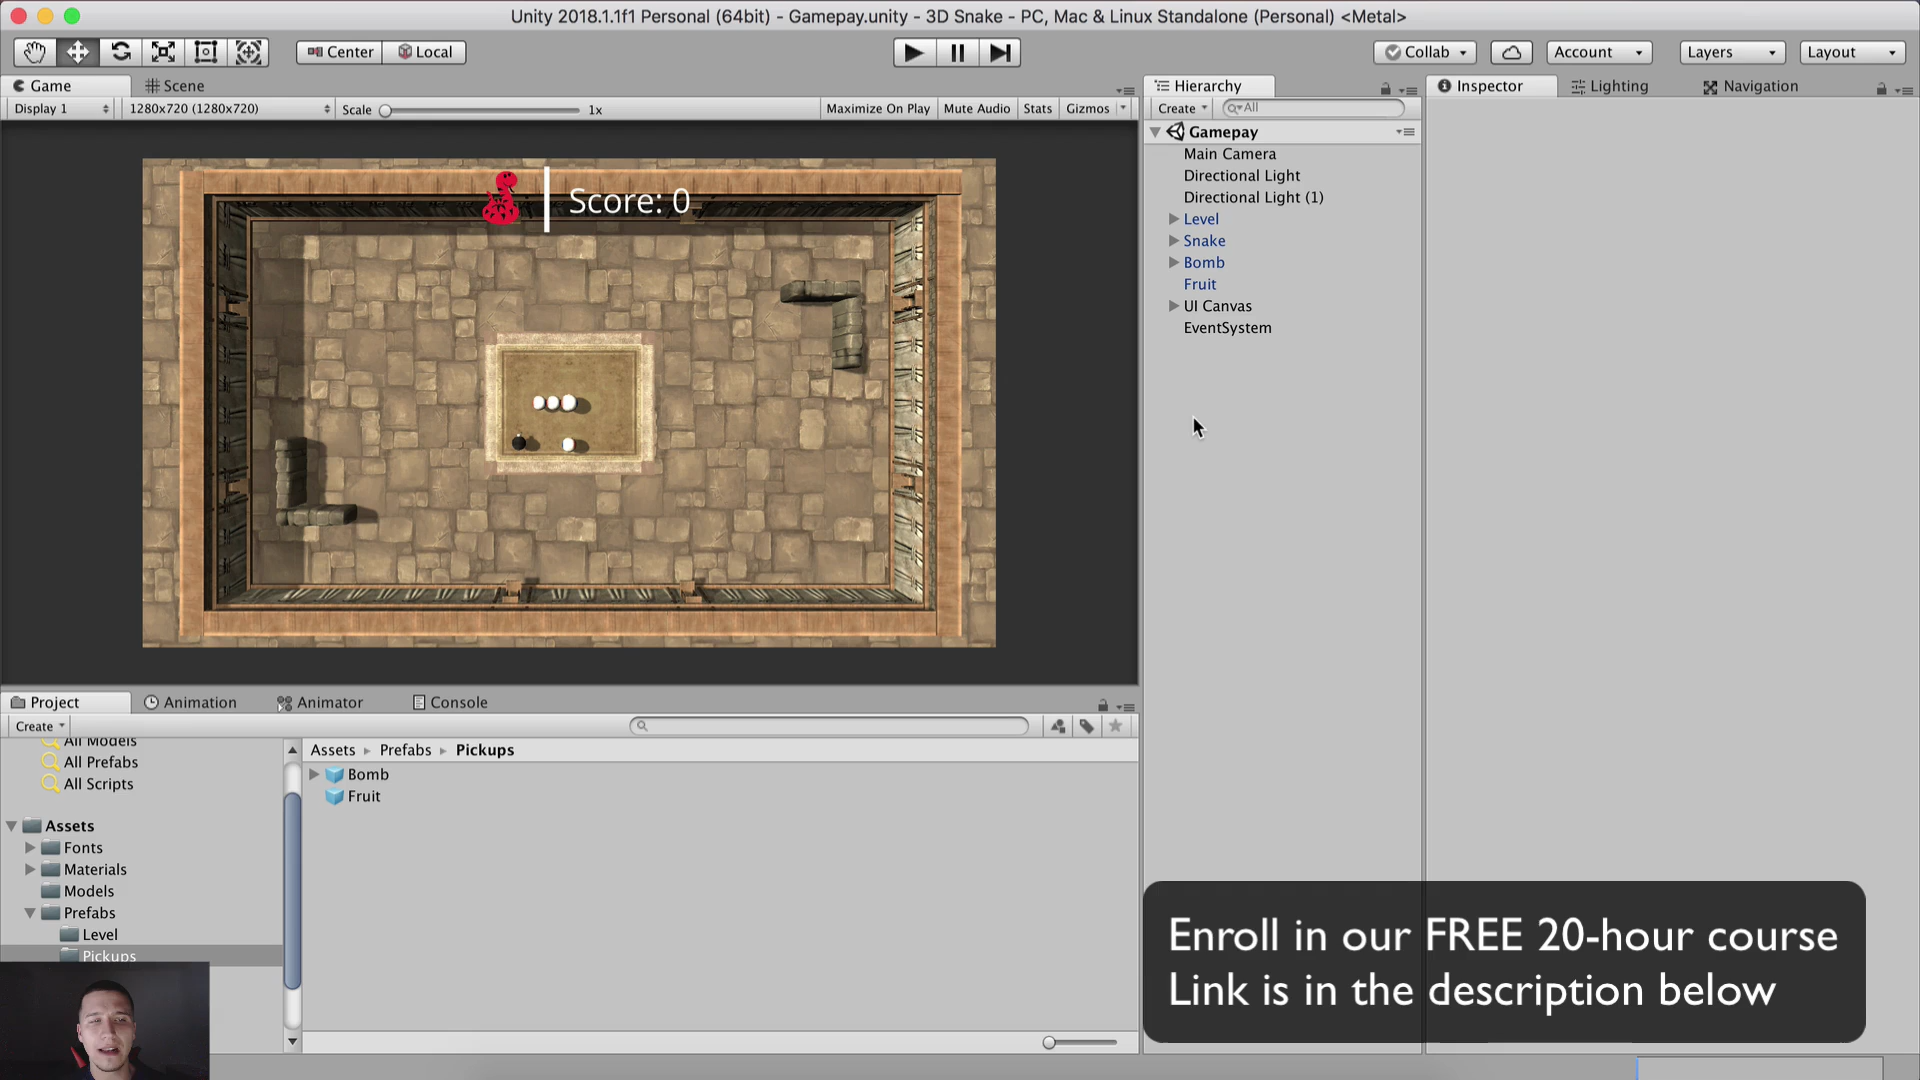 Unity 2018.1.1f1 Personal (64bit) - Gamepay.unity - 3D Snake - PC, Mac & Linux Standalone (Personal) <Metal>
Center Local Collab Account Layers Layout
Game Scene
Display 1 1280x720 (1280x720) Scale 1x Maximize On Play Mute Audio Stats Gizmos
Score: 0
Hierarchy
Create All
Gamepay
Main Camera
Directional Light
Directional Light (1)
Level
Snake
Bomb
Fruit
UI Canvas
EventSystem
Inspector Lighting Navigation
Project Animation Animator Console
Create
All Models
All Prefabs
All Scripts
Assets
Fonts
Materials
Models
Prefabs
Level
Pickups
Assets Prefabs Pickups
Bomb
Fruit
Enroll in our FREE 20-hour course
Link is in the description below